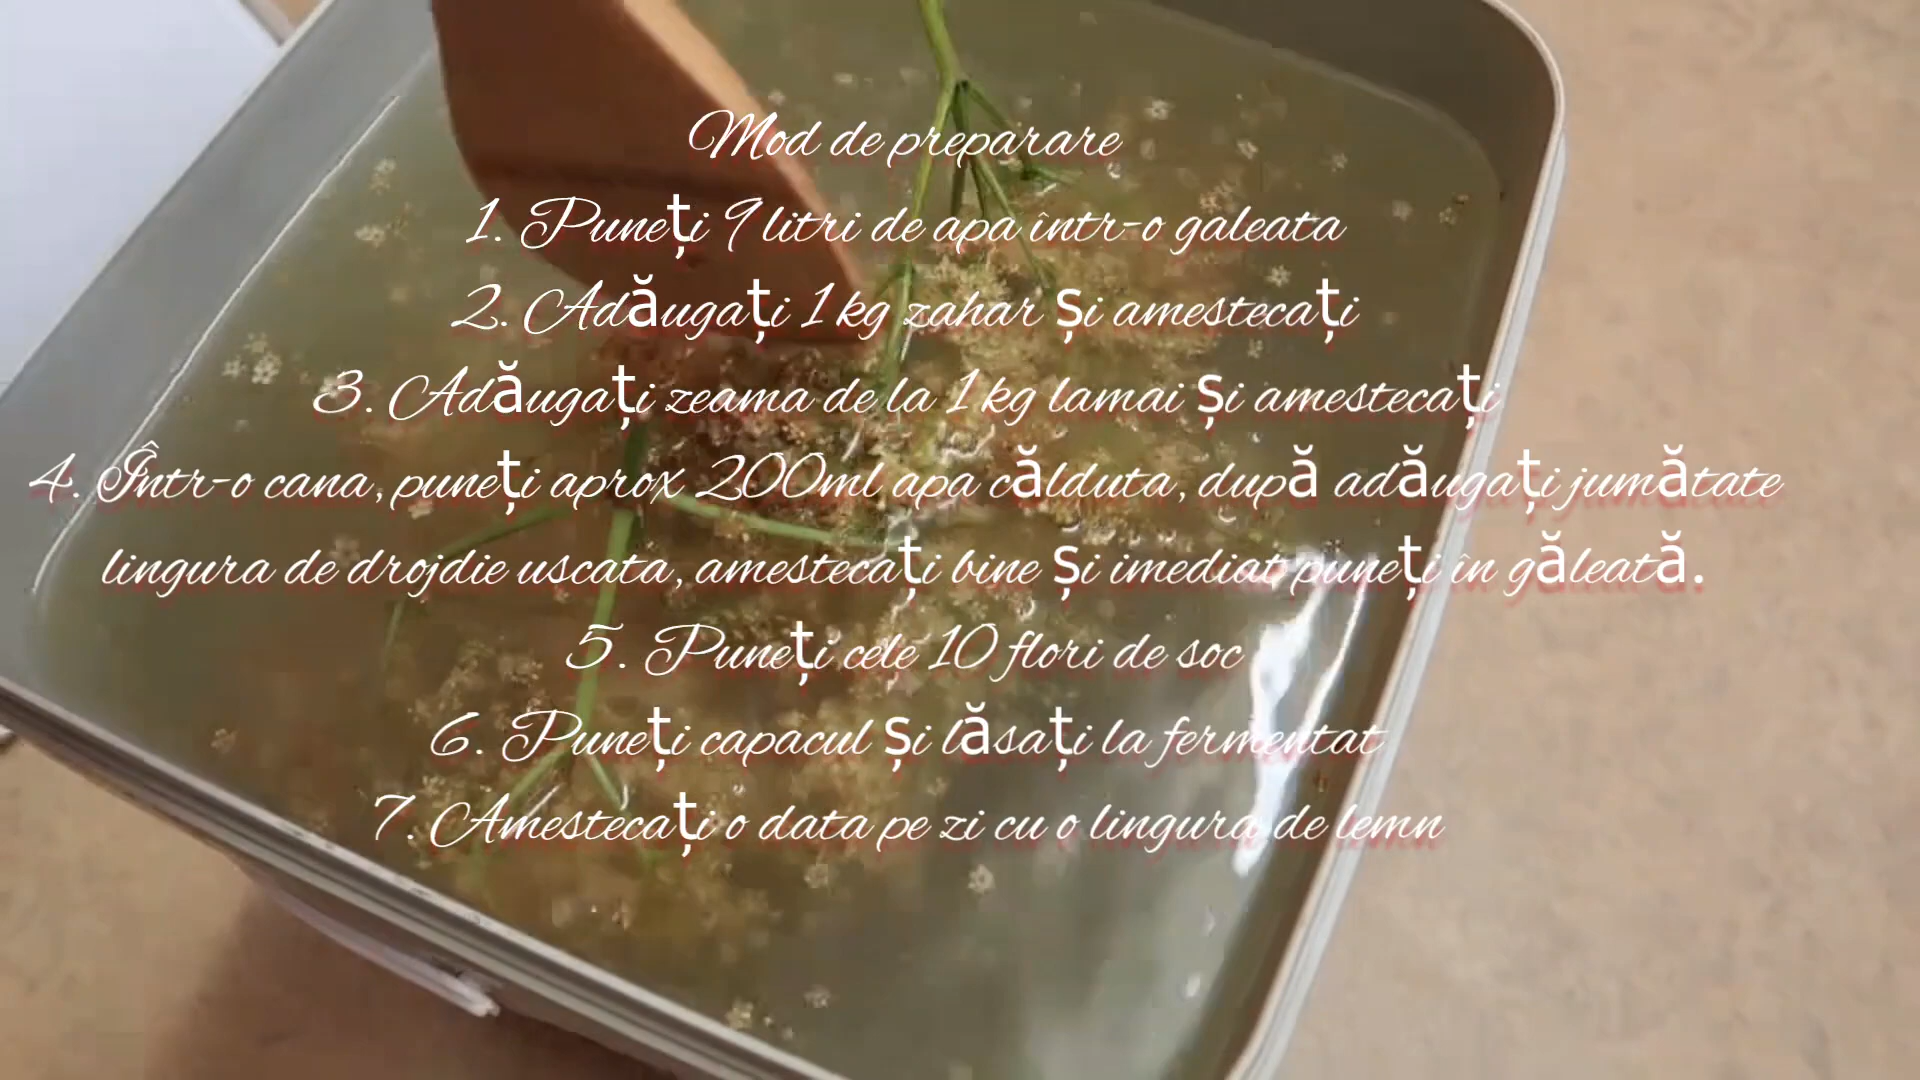 Mod de preparare
1. Puneți 9 litri de apa într-o galeata
2. Adăugați 1 kg zahar și amestecați
3. Adăugați zeama de la 1 kg lamai și amestecați
4. Într-o cana, puneți aprox 200ml apa călduta, după adăugați jumătate
lingura de drojdie uscata, amestecați bine și imediat puneți în găleată.
5. Puneți cele 10 flori de soc
6. Puneți capacul și lăsați la fermentat
7. Amestecați o data pe zi cu o lingura de lemn